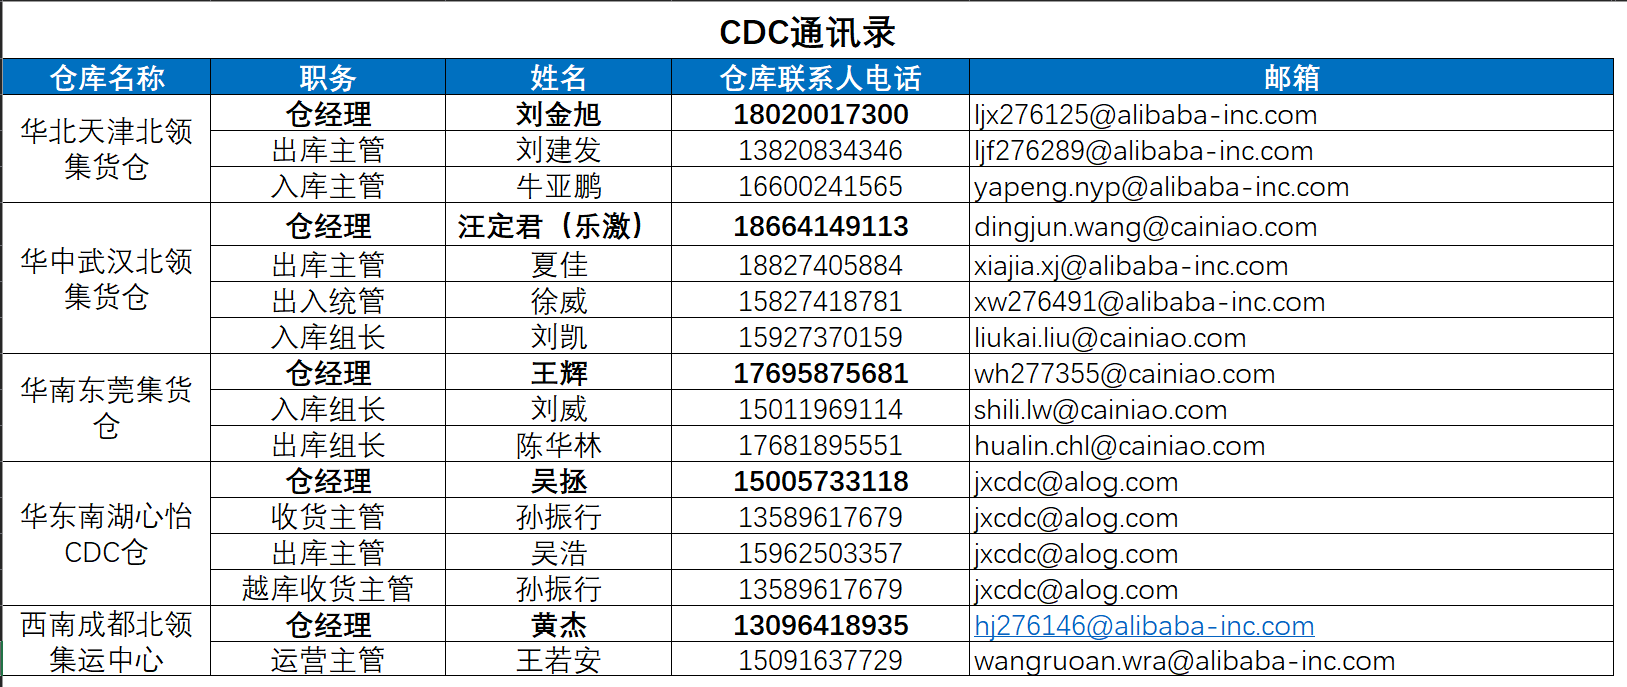 CDC通讯录
仓库名称 职务 姓名 仓库联系人电话 邮箱
华北天津北领
集货仓
仓经理 刘金旭 18020017300 ljx276125@alibaba-inc.com
出库主管 刘建发 13820834346 ljf276289@alibaba-inc.com
入库主管 牛亚鹏 16600241565 yapeng.nyp@alibaba-inc.com
华中武汉北领
集货仓
仓经理 汪定君（乐激） 18664149113 dingjun.wang@cainiao.com
出库主管 夏佳 18827405884 xiajia.xj@alibaba-inc.com
出入统管 徐威 15827418781 xw276491@alibaba-inc.com
入库组长 刘凯 15927370159 liukai.liu@cainiao.com
华南东莞集货
仓
仓经理 王辉 17695875681 wh277355@cainiao.com
入库组长 刘威 15011969114 shili.lw@cainiao.com
出库组长 陈华林 17681895551 hualin.chl@cainiao.com
华东南湖心怡
CDC仓
仓经理 吴拯 15005733118 jxcdc@alog.com
收货主管 孙振行 13589617679 jxcdc@alog.com
出库主管 吴浩 15962503357 jxcdc@alog.com
越库收货主管 孙振行 13589617679 jxcdc@alog.com
西南成都北领
集运中心
仓经理 黄杰 13096418935 hj276146@alibaba-inc.com
运营主管 王若安 15091637729 wangruoan.wra@alibaba-inc.com